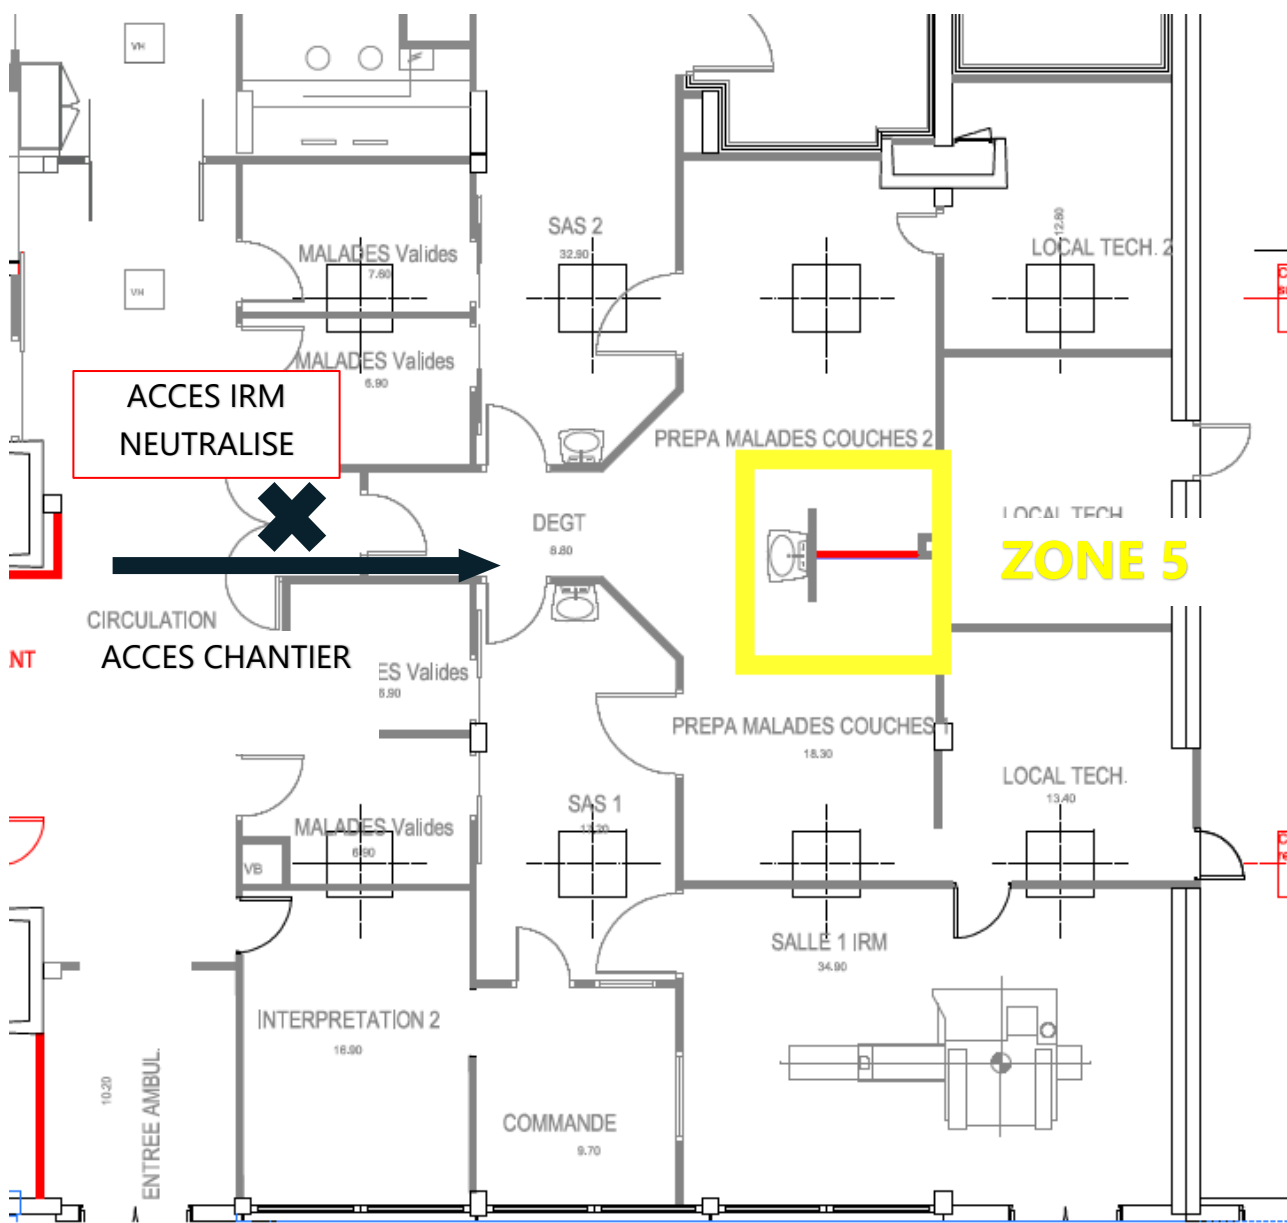 VH
SAS 2
32.90
MALADES Valides
7.60
12.80
LOCAL TECH. 2
VH
MALADES Valides
6.90
ACCES IRM
NEUTRALISE
PREPA MALADES COUCHES 2
DEGT
8.80
LOCAL TECH
ZONE 5
CIRCULATION
ACCES CHANTIER
NT
ES Valides
6.90
PREPA MALADES COUCHES 1
18.30
LOCAL TECH.
13.40
SAS 1
MALADES Valides
6.90
VB
SALLE 1 IRM
34.90
INTERPRETATION 2
16.90
10.20
ENTREE AMBUL.
COMMANDE
9.70